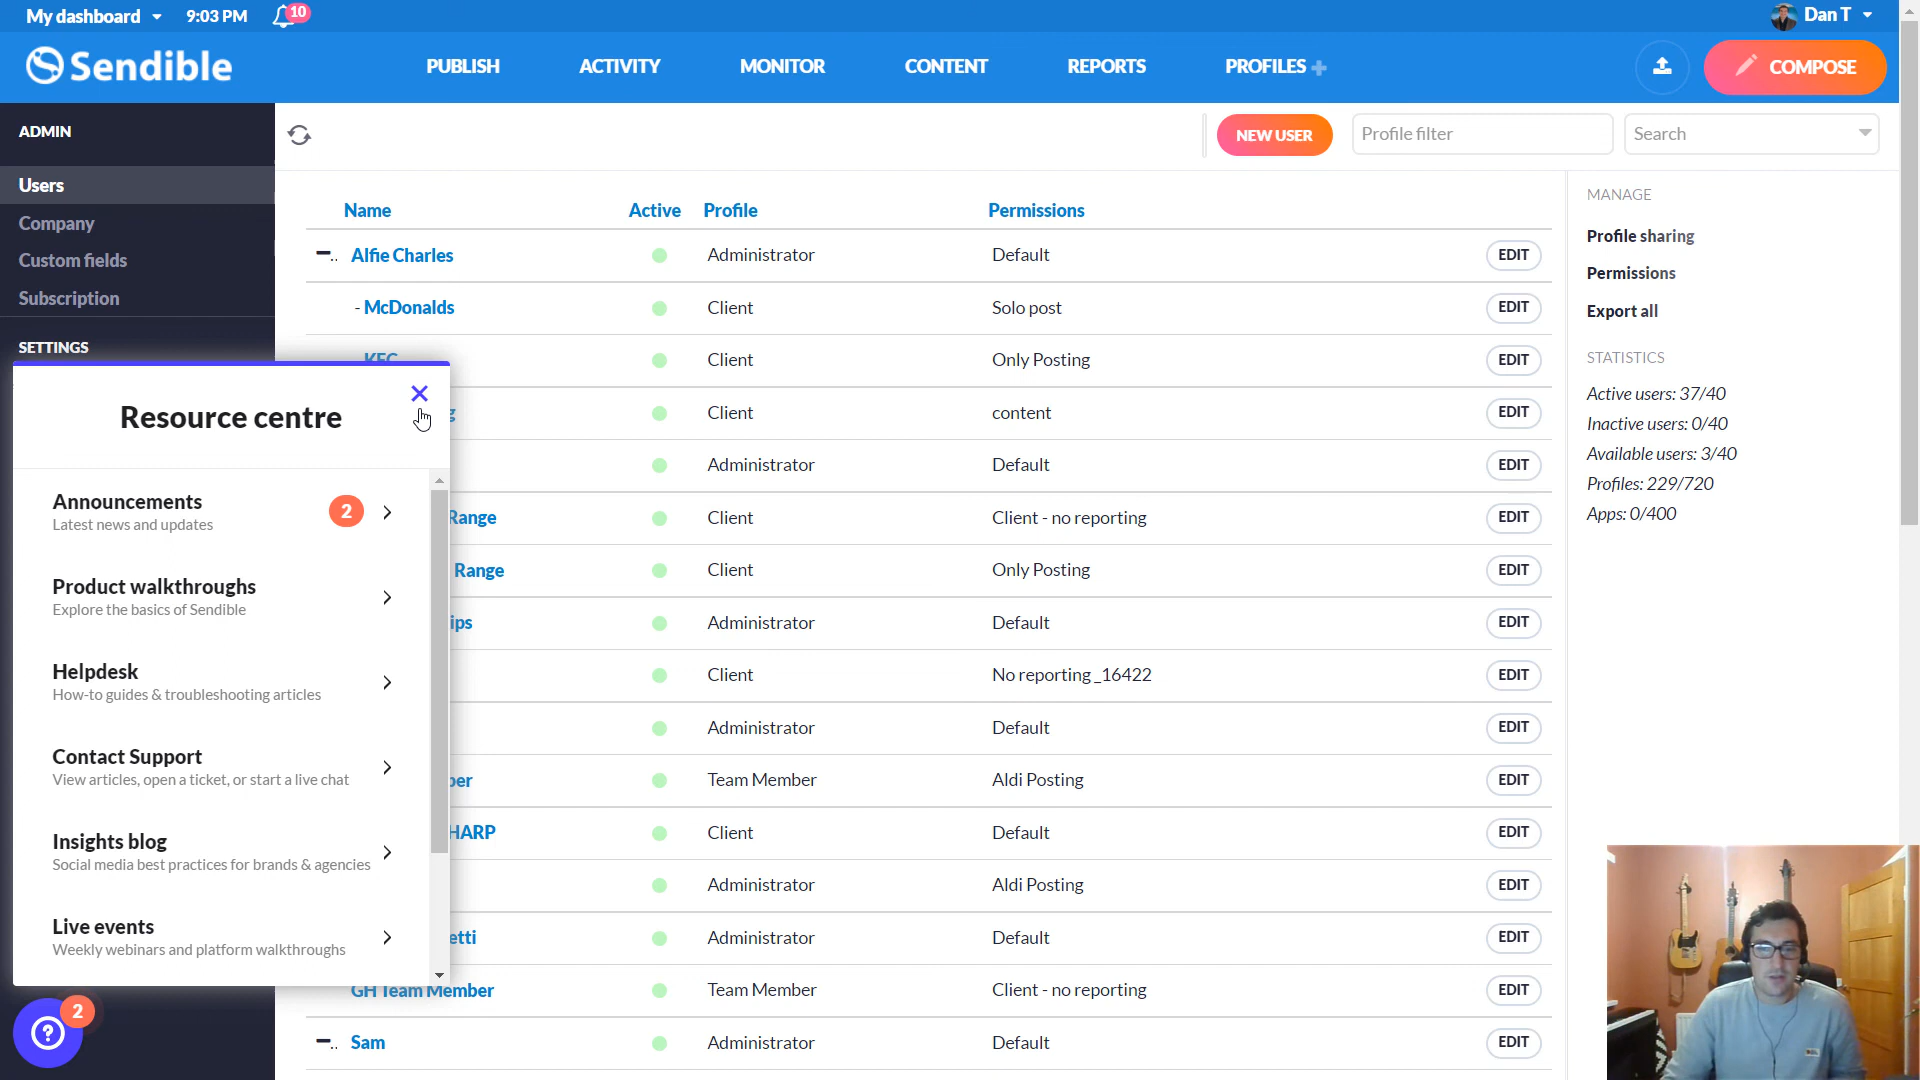 My dashboard 9:03 PM 10 Dan T
Sendible PUBLISH ACTIVITY MONITOR CONTENT REPORTS PROFILES COMPOSE
ADMIN
Users
Company
Custom fields
Subscription
SETTINGS
NEW USER Profile filter Search
Name Active Profile Permissions
Alfie Charles Administrator Default EDIT
- McDonalds Client Solo post EDIT
KFC Client Only Posting EDIT
Client content EDIT
Administrator Default EDIT
Range Client Client - no reporting EDIT
Range Client Only Posting EDIT
ips Administrator Default EDIT
Client No reporting_16422 EDIT
Administrator Default EDIT
ber Team Member Aldi Posting EDIT
HARP Client Default EDIT
Administrator Aldi Posting EDIT
etti Administrator Default EDIT
GH Team Member Team Member Client - no reporting EDIT
Sam Administrator Default EDIT
MANAGE
Profile sharing
Permissions
Export all
STATISTICS
Active users: 37/40
Inactive users: 0/40
Available users: 3/40
Profiles: 229/720
Apps: 0/400
Resource centre
Announcements 2
Latest news and updates
Product walkthroughs
Explore the basics of Sendible
Helpdesk
How-to guides & troubleshooting articles
Contact Support
View articles, open a ticket, or start a live chat
Insights blog
Social media best practices for brands & agencies
Live events
Weekly webinars and platform walkthroughs
2